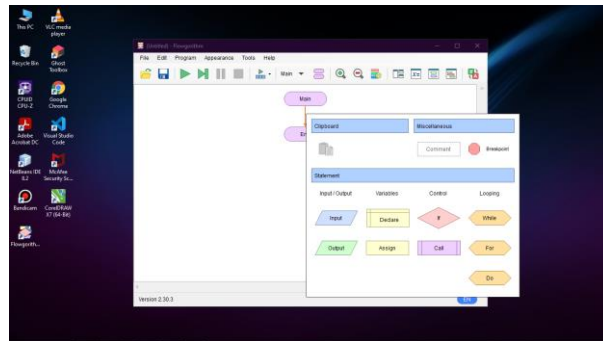 This PC
VLC media
player
Recycle Bin
Ghost
Toolbox
CPUID
CPU-Z
Google
Chrome
Adobe
Acrobat DC
Visual Studio
Code
NetBeans IDE
8.2
McAfee
Security Sc...
Bandicam
CorelDRAW
X7 (64-Bit)
Flowgorith...
(Untitled) - Flowgorithm
File Edit Program Appearance Tools Help
Main
Main
Clipboard
Miscellaneous
Comment
Breakpoint
Statement
Input / Output Variables Control Looping
Input Declare If While
Output Assign Call For
Do
Version 2.30.3
EN